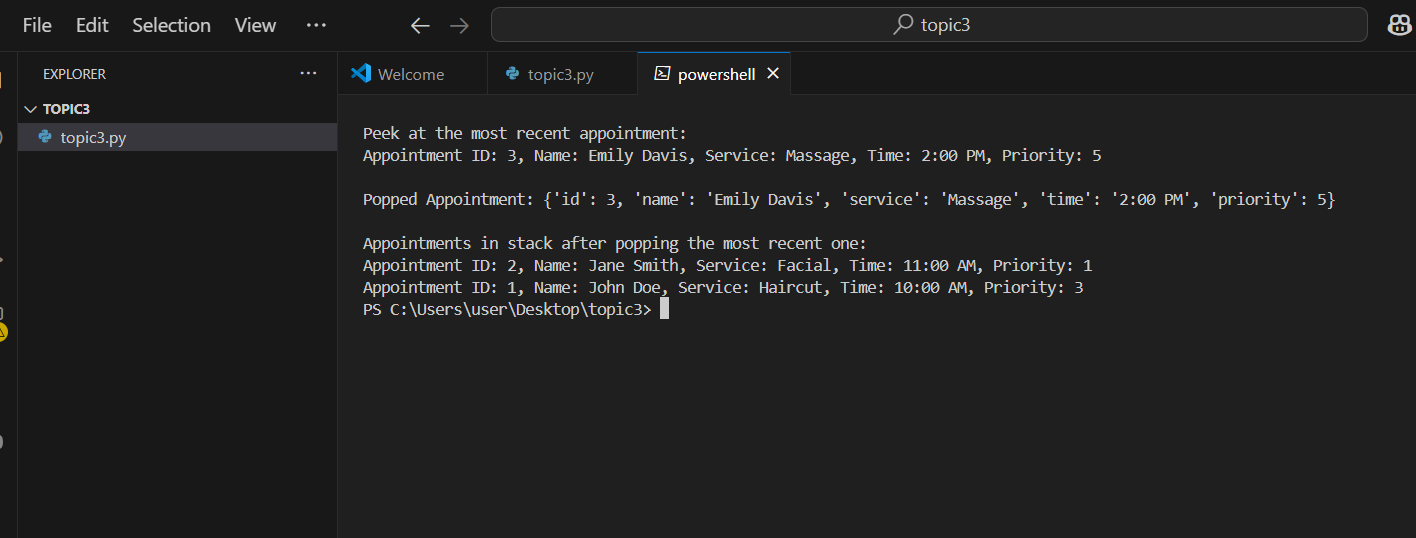 File Edit Selection View ··· topic3
EXPLORER ···
TOPIC3
topic3.py
Welcome topic3.py powershell
Peek at the most recent appointment:
Appointment ID: 3, Name: Emily Davis, Service: Massage, Time: 2:00 PM, Priority: 5
Popped Appointment: {'id': 3, 'name': 'Emily Davis', 'service': 'Massage', 'time': '2:00 PM', 'priority': 5}
Appointments in stack after popping the most recent one:
Appointment ID: 2, Name: Jane Smith, Service: Facial, Time: 11:00 AM, Priority: 1
Appointment ID: 1, Name: John Doe, Service: Haircut, Time: 10:00 AM, Priority: 3
PS C:\Users\user\Desktop\topic3>